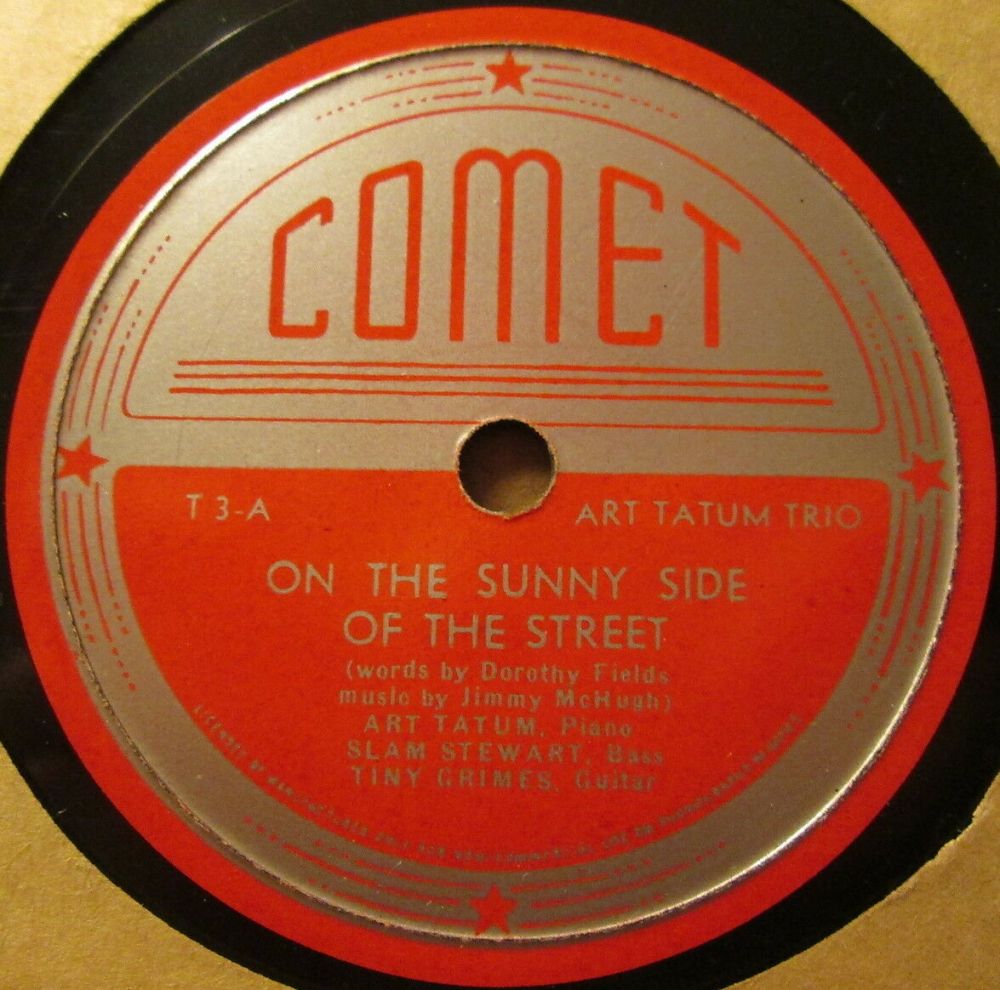 COMET
T 3-A
ART TATUM TRIO
ON THE SUNNY SIDE
OF THE STREET
(words by Dorothy Fields
music by Jimmy McHugh)
ART TATUM, Piano
SLAM STEWART, Bass
TINY GRIMES, Guitar